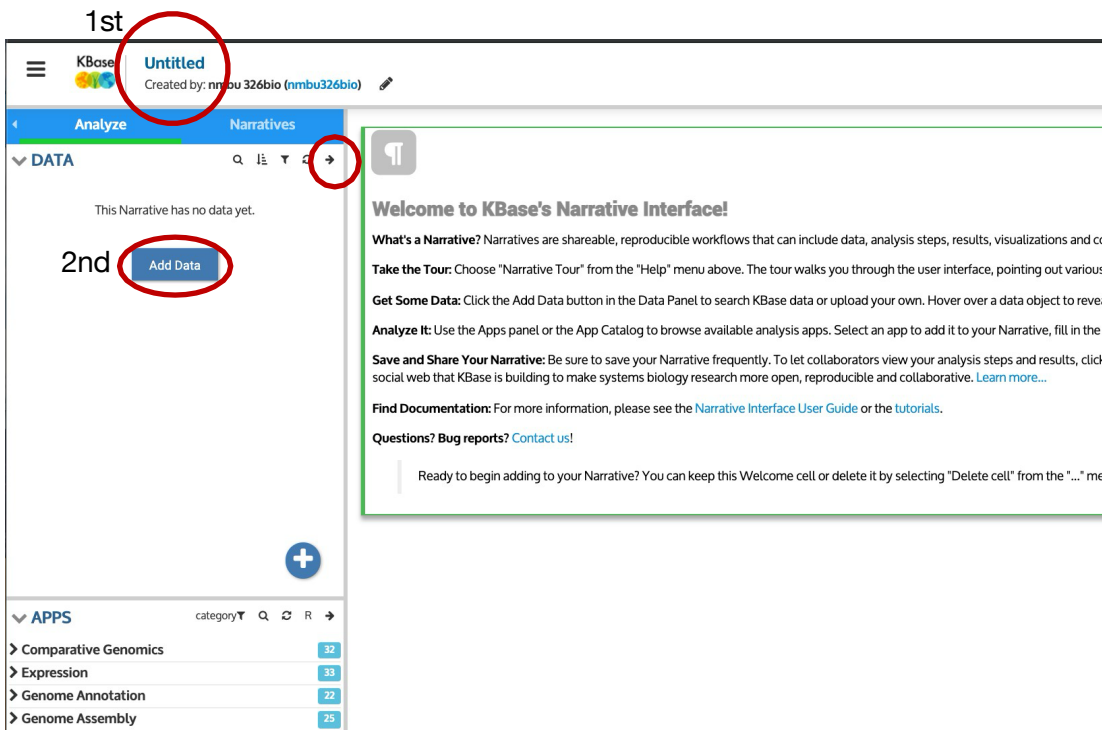 1st
KBase
Untitled
Created by: nmbu 326bio (nmbu326bio)
Analyze
Narratives
DATA
This Narrative has no data yet.
2nd
Add Data
Welcome to KBase's Narrative Interface!
What's a Narrative? Narratives are shareable, reproducible workflows that can include data, analysis steps, results, visualizations and
Take the Tour: Choose "Narrative Tour" from the "Help" menu above. The tour walks you through the user interface, pointing out various
Get Some Data: Click the Add Data button in the Data Panel to search KBase data or upload your own. Hover over a data object to
Analyze It: Use the Apps panel or the App Catalog to browse available analysis apps. Select an app to add it to your Narrative, fill in the
Save and Share Your Narrative: Be sure to save your Narrative frequently. To let collaborators view your analysis steps and results,
social web that KBase is building to make systems biology research more open, reproducible and collaborative. Learn more...
Find Documentation: For more information, please see the Narrative Interface User Guide or the tutorials.
Questions? Bug reports? Contact us!
Ready to begin adding to your Narrative? You can keep this Welcome cell or delete it by selecting "Delete cell" from the "..."
APPS
category R
Comparative Genomics 32
Expression 33
Genome Annotation 22
Genome Assembly 25